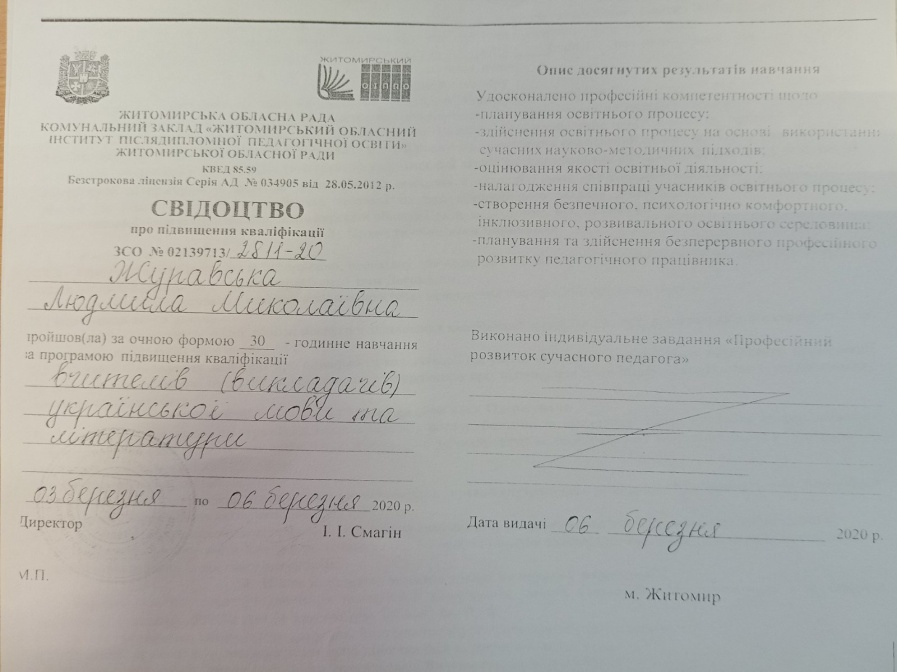 ЖИТОМИРСЬКИЙ
ОІППО
ЖИТОМИРСЬКА ОБЛАСНА РАДА
КОМУНАЛЬНИЙ ЗАКЛАД «ЖИТОМИРСЬКИЙ ОБЛАСНИЙ
ІНСТИТУТ ПІСЛЯДИПЛОМНОЇ ПЕДАГОГІЧНОЇ ОСВІТИ»
ЖИТОМИРСЬКОЇ ОБЛАСНОЇ РАДИ
КВЕД 85.59
Безстрокова ліцензія Серія АД № 034905 від 28.05.2012 р.
СВІДОЦТВО
про підвищення кваліфікації
ЗСО № 02139713/2811-20
Журавська
Людмила Миколаївна
пройшов(ла) за очною формою 30 - годинне навчання
за програмою підвищення кваліфікації
вчителів (викладачів)
української мови та
літератури
03 березня по 06 березня 2020 р.
Директор І. І. Смагін
М.П.
Опис досягнутих результатів навчання
Удосконалено професійні компетентності щодо
-планування освітнього процесу;
-здійснення освітнього процесу на основі використанн
сучасних науково-методичних підходів;
-оцінювання якості освітньої діяльності;
-налагодження співпраці учасників освітнього процесу;
-створення безпечного, психологічно комфортного,
інклюзивного, розвивального освітнього середовища;
-планування та здійснення безперервного професійного
розвитку педагогічного працівника.
Виконано індивідуальне завдання «Професійний
розвиток сучасного педагога»
Дата видачі 06 березня 2020 р.
м. Житомир